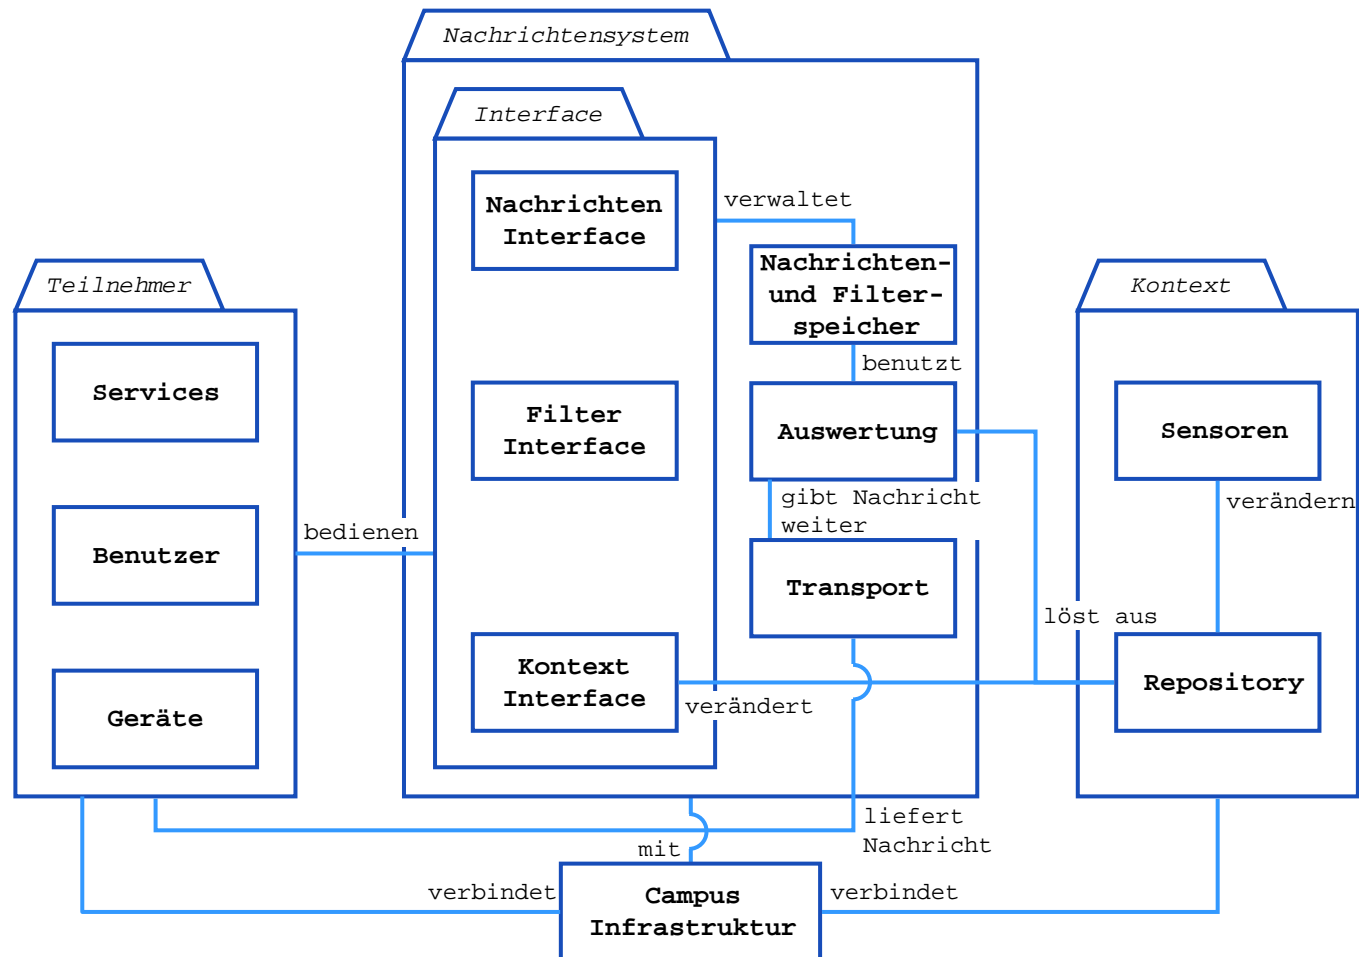 Nachrichtensystem
Interface
Nachrichten
Interface
verwaltet
Nachrichten-
und Filter-
speicher
Teilnehmer
Kontext
benutzt
Services
Filter
Interface
Auswertung
Sensoren
gibt Nachricht
weiter
verändern
bedienen
Benutzer
Transport
löst aus
Kontext
Interface
verändert
Repository
Geräte
liefert
Nachricht
mit
verbindet
Campus
Infrastruktur
verbindet